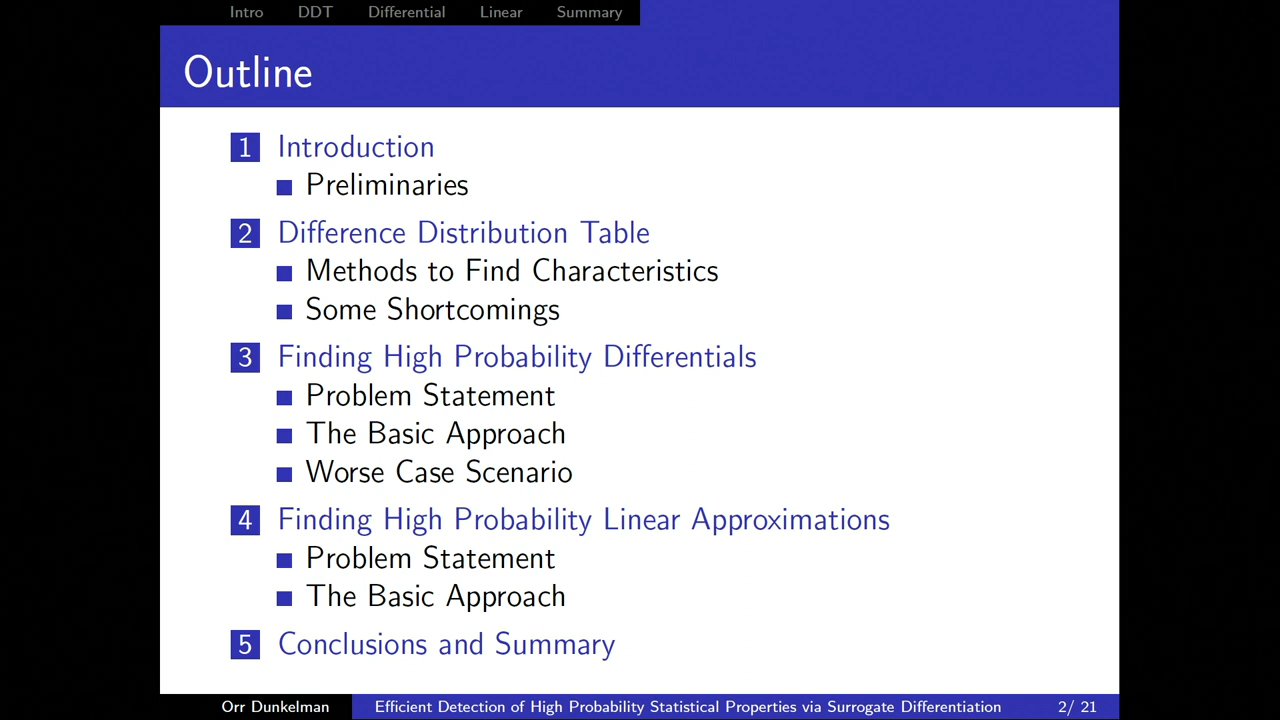 Intro DDT Differential Linear Summary
Outline
1 Introduction
Preliminaries
2 Difference Distribution Table
Methods to Find Characteristics
Some Shortcomings
3 Finding High Probability Differentials
Problem Statement
The Basic Approach
Worse Case Scenario
4 Finding High Probability Linear Approximations
Problem Statement
The Basic Approach
5 Conclusions and Summary
Orr Dunkelman Efficient Detection of High Probability Statistical Properties via Surrogate Differentiation 2/ 21